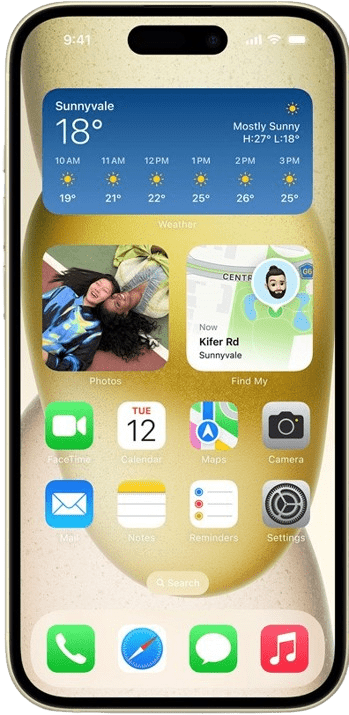 9:41
Sunnyvale
18°
Mostly Sunny
H:27° L:18°
10 AM 11 AM 12 PM 1 PM 2 PM 3 PM
19° 21° 22° 25° 26° 25°
Weather
CENTR
G6
Now
Kifer Rd
Sunnyvale
Photos Find My
TUE
12
FaceTime Calendar Maps Camera
Mail Notes Reminders Settings
Search